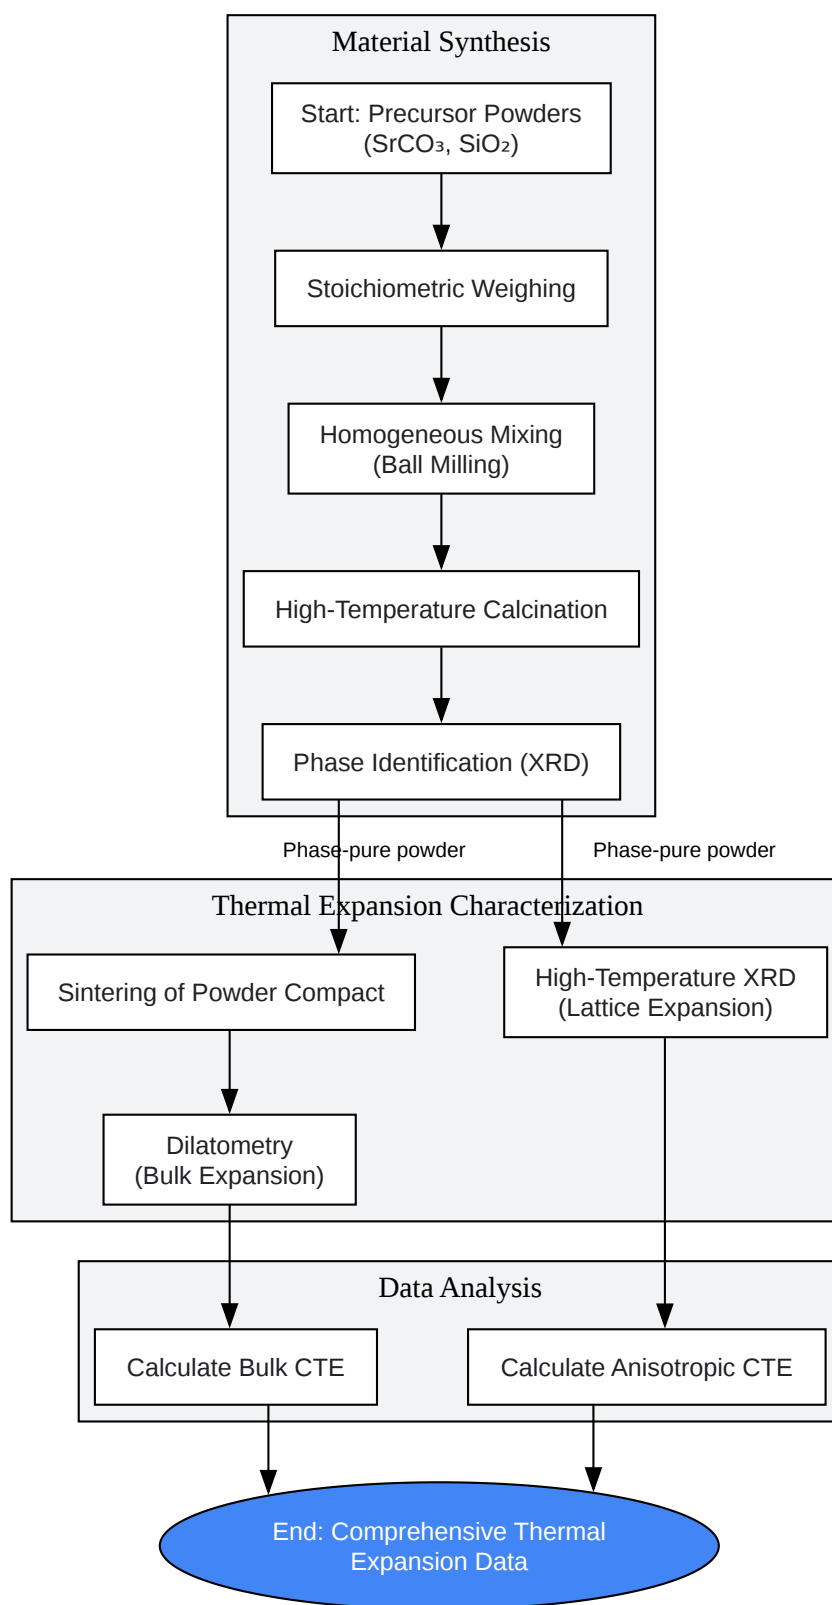 Material Synthesis
Start: Precursor Powders
(SrCO₃, SiO₂)
Stoichiometric Weighing
Homogeneous Mixing
(Ball Milling)
High-Temperature Calcination
Phase Identification (XRD)
Phase-pure powder
Phase-pure powder
Thermal Expansion Characterization
Sintering of Powder Compact
High-Temperature XRD
(Lattice Expansion)
Dilatometry
(Bulk Expansion)
Data Analysis
Calculate Bulk CTE
Calculate Anisotropic CTE
End: Comprehensive Thermal
Expansion Data